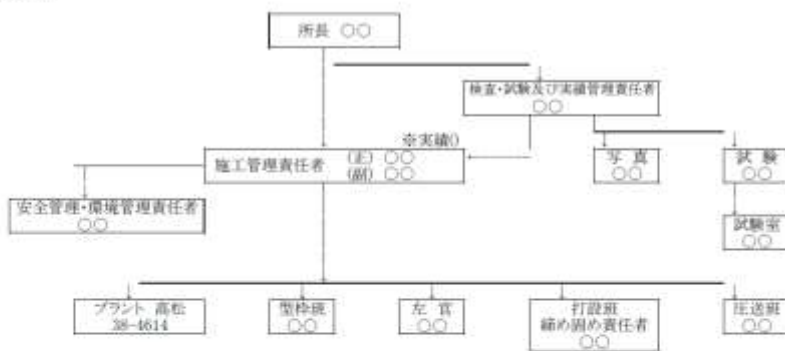 所長 ○○
検査・試験及び実績管理責任者
○○
※実績()
施工管理責任者 (正) ○○
(副) ○○
写真
○○
試験
○○
安全管理・環境管理責任者
○○
試験室
○○
プラント 高松
38-4614
型枠班
○○
左官
○○
打設班
締め固め責任者
○○
圧送班
○○